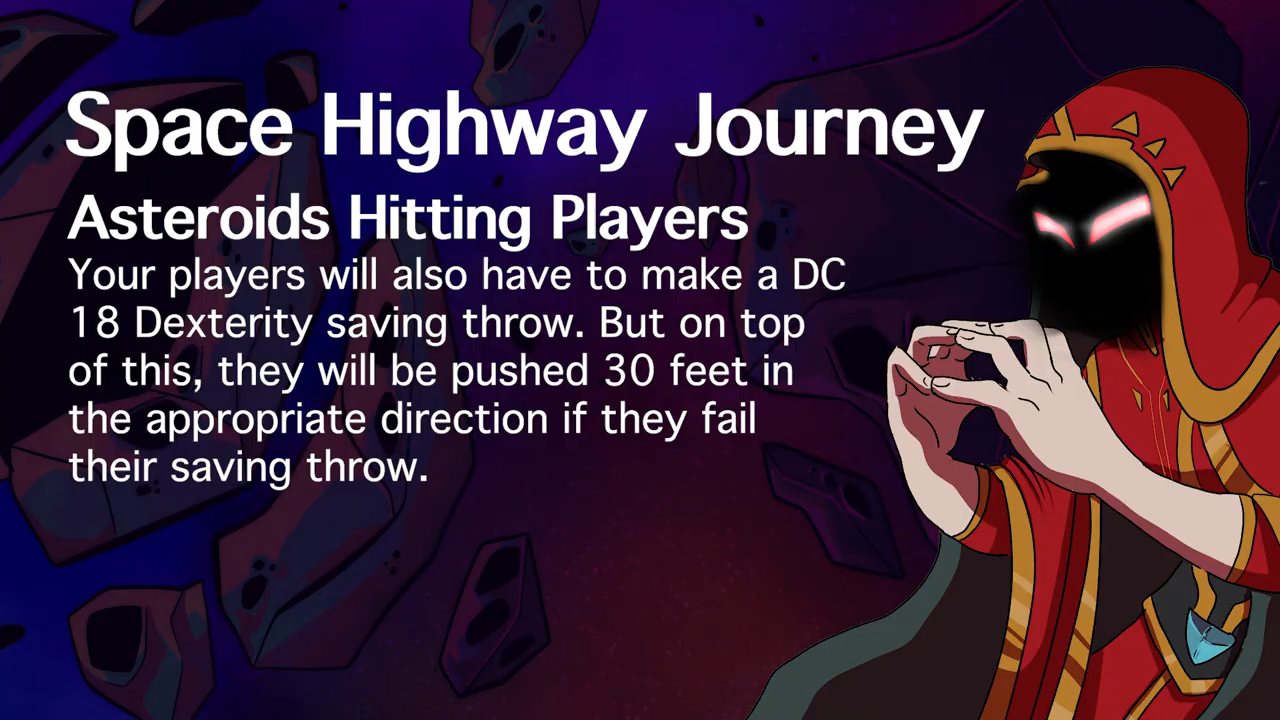 Space Highway Journey
Asteroids Hitting Players
Your players will also have to make a DC
18 Dexterity saving throw. But on top
of this, they will be pushed 30 feet in
the appropriate direction if they fail
their saving throw.